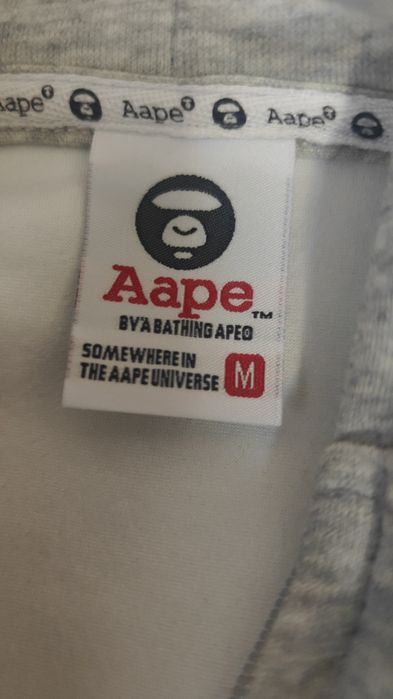 Aape
Aape
Aape
Aape™
BY*A BATHING APE®
SOMEWHERE IN
THE AAPE UNIVERSE
M